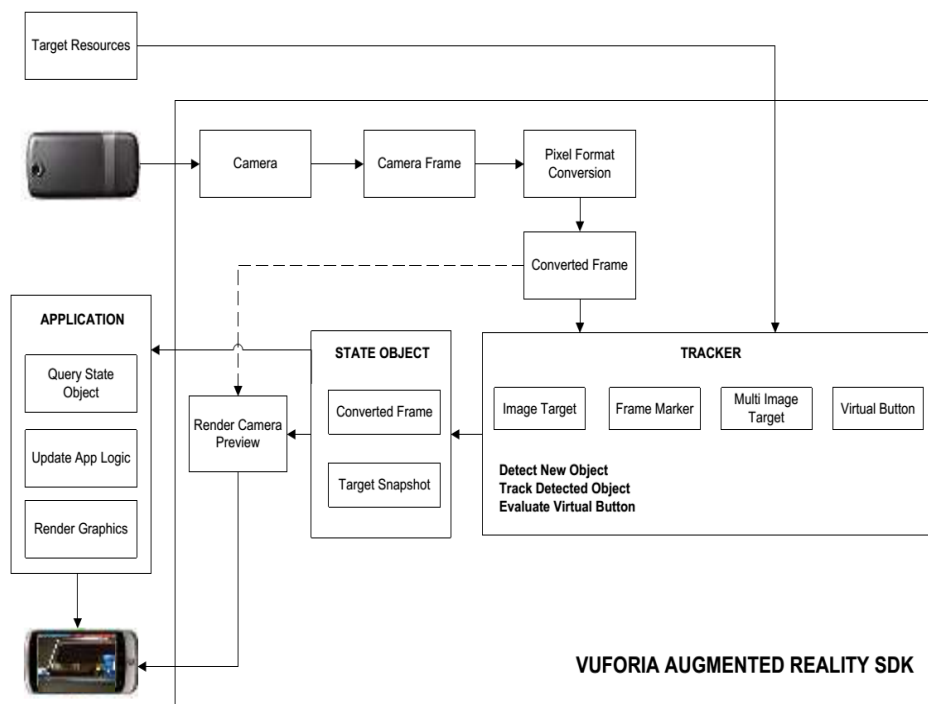 Target Resources
Camera
Camera Frame
Pixel Format
Conversion
Converted Frame
APPLICATION
Query State
Object
Update App Logic
Render Graphics
Render Camera
Preview
STATE OBJECT
Converted Frame
Target Snapshot
TRACKER
Image Target
Frame Marker
Multi Image
Target
Virtual Button
Detect New Object
Track Detected Object
Evaluate Virtual Button
VUFORIA AUGMENTED REALITY SDK